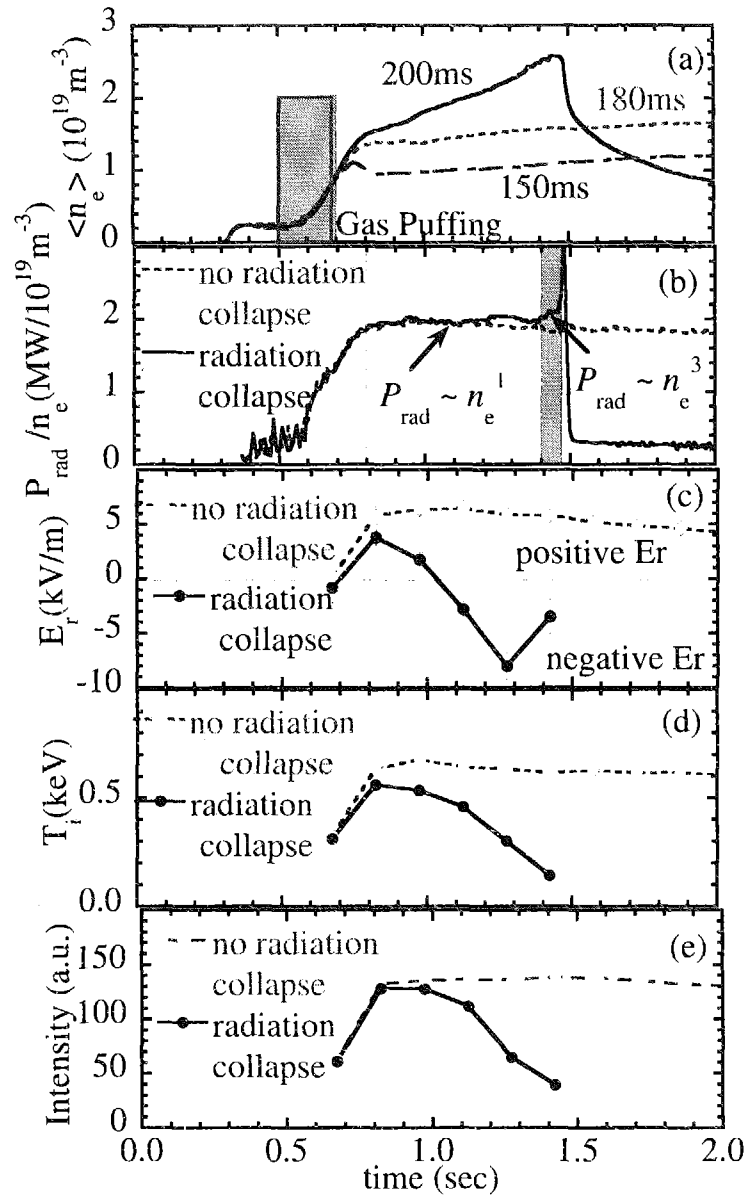 3
2
1
0
<n_e> (10^19 m^-3)
(a)
200ms
180ms
150ms
Gas Puffing
2
1
0
P_rad /n_e (MW/10^19 m^-3)
(b)
no radiation
collapse
radiation
collapse
P_rad ~ n_e^1
P_rad ~ n_e^3
5
0
-5
-10
E_r (kV/m)
(c)
no radiation
collapse
radiation
collapse
positive Er
negative Er
0.5
0.0
T_i (keV)
(d)
no radiation
collapse
radiation
collapse
150
100
50
0
Intensity (a.u.)
(e)
no radiation
collapse
radiation
collapse
0.0 0.5 1.0 1.5 2.0
time (sec)